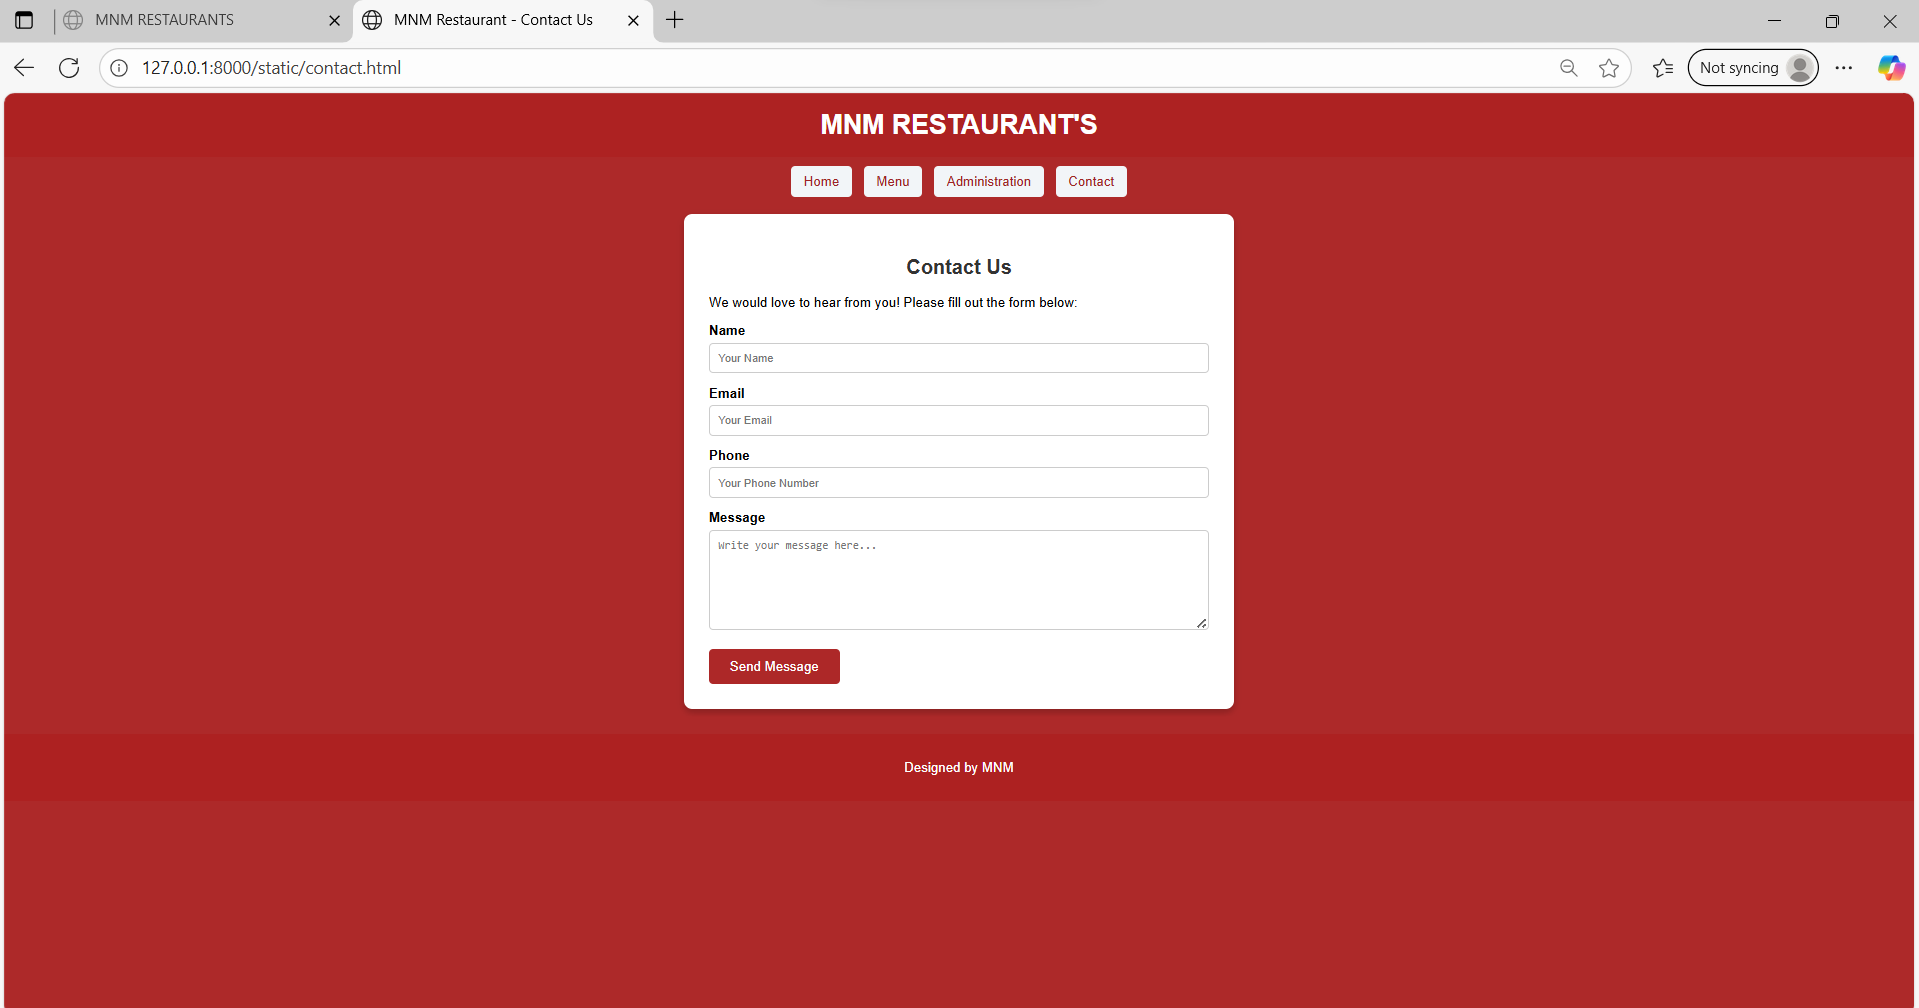 MNM RESTAURANTS
MNM Restaurant - Contact Us
127.0.0.1:8000/static/contact.html
Not syncing
MNM RESTAURANT'S
Home Menu Administration Contact
Contact Us
We would love to hear from you! Please fill out the form below:
Name
Your Name
Email
Your Email
Phone
Your Phone Number
Message
Write your message here...
Send Message
Designed by MNM